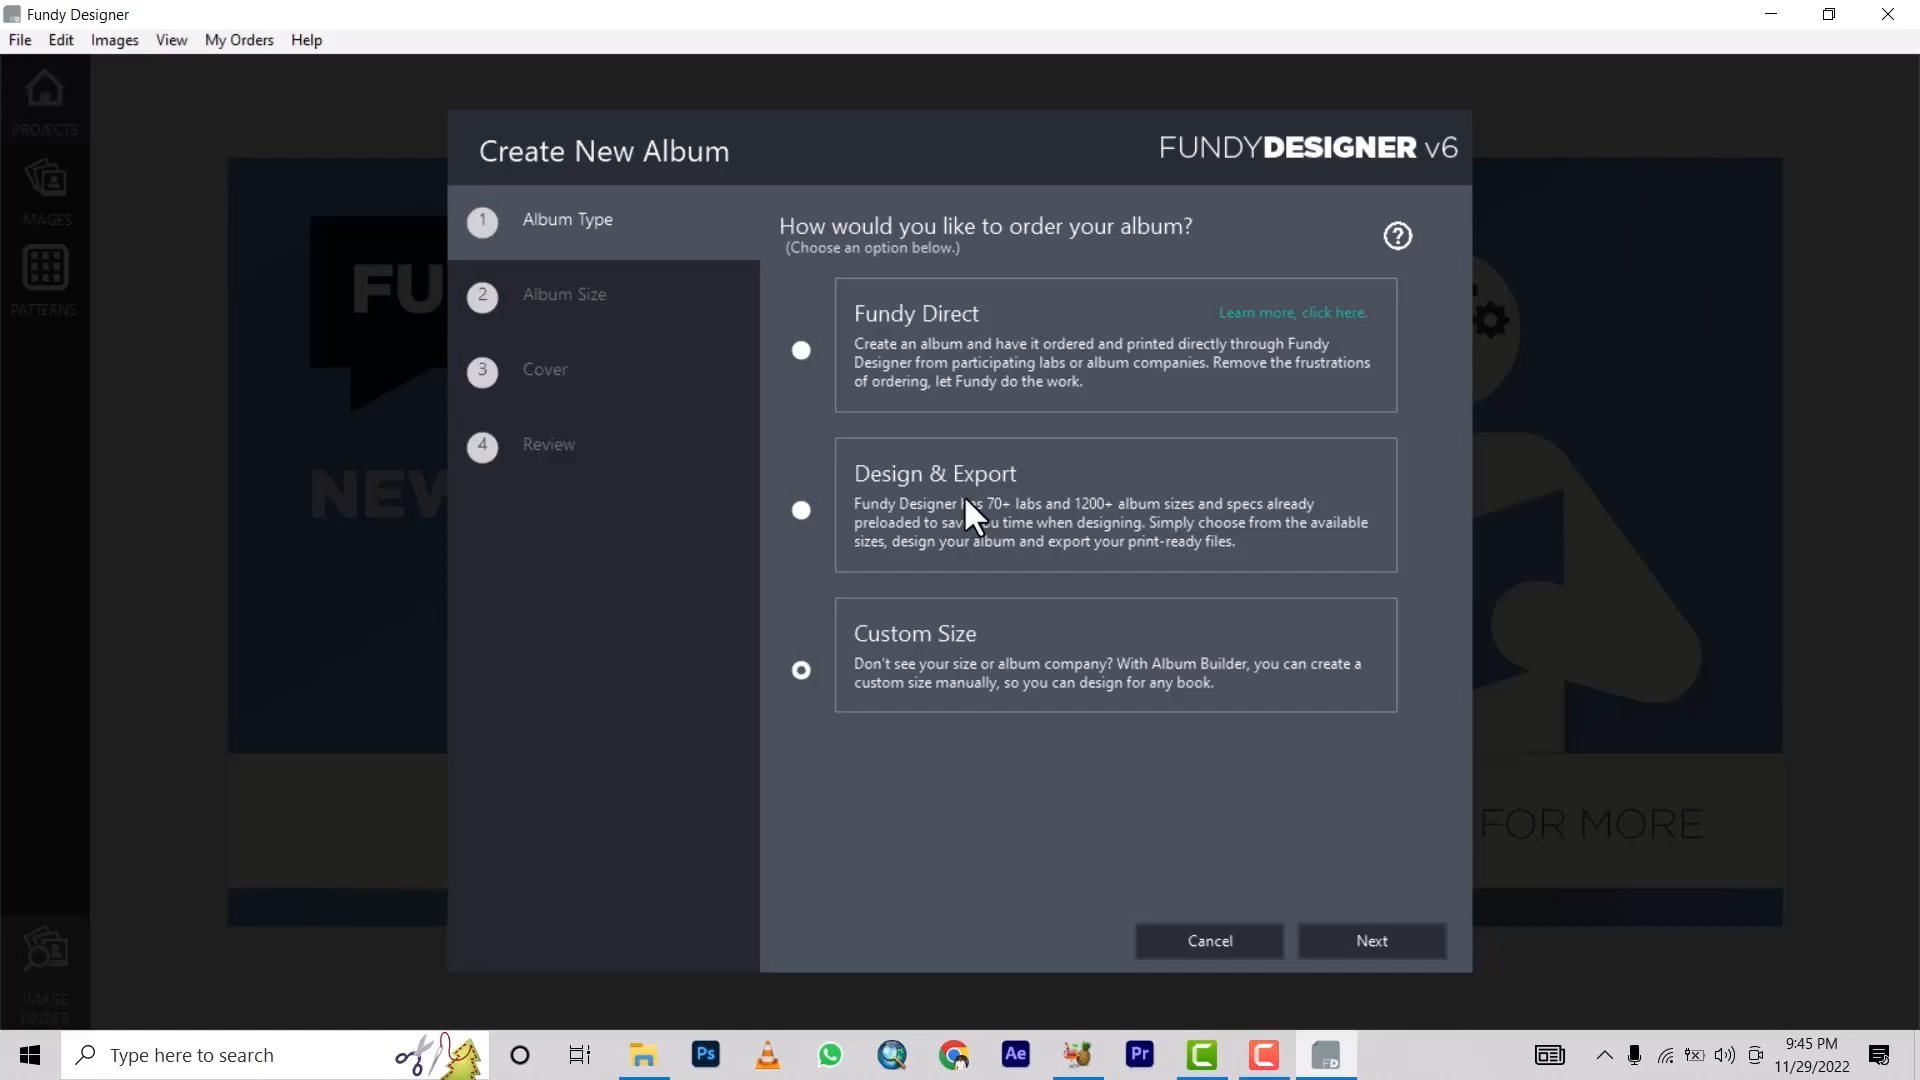 Fundy Designer
File Edit Images View My Orders Help
PROJECTS
IMAGES
PATTERNS
IMAGE
FINDER
FU
NEW
FOR MORE
Create New Album
FUNDYDESIGNER v6
1 Album Type
2 Album Size
3 Cover
4 Review
How would you like to order your album?
(Choose an option below.)
?
Fundy Direct
Learn more, click here.
Create an album and have it ordered and printed directly through Fundy
Designer from participating labs or album companies. Remove the frustrations
of ordering, let Fundy do the work.
Design & Export
Fundy Designer has 70+ labs and 1200+ album sizes and specs already
preloaded to save you time when designing. Simply choose from the available
sizes, design your album and export your print-ready files.
Custom Size
Don't see your size or album company? With Album Builder, you can create a
custom size manually, so you can design for any book.
Cancel
Next
Type here to search
Ps
Ae
Pr
FD
9:45 PM
11/29/2022